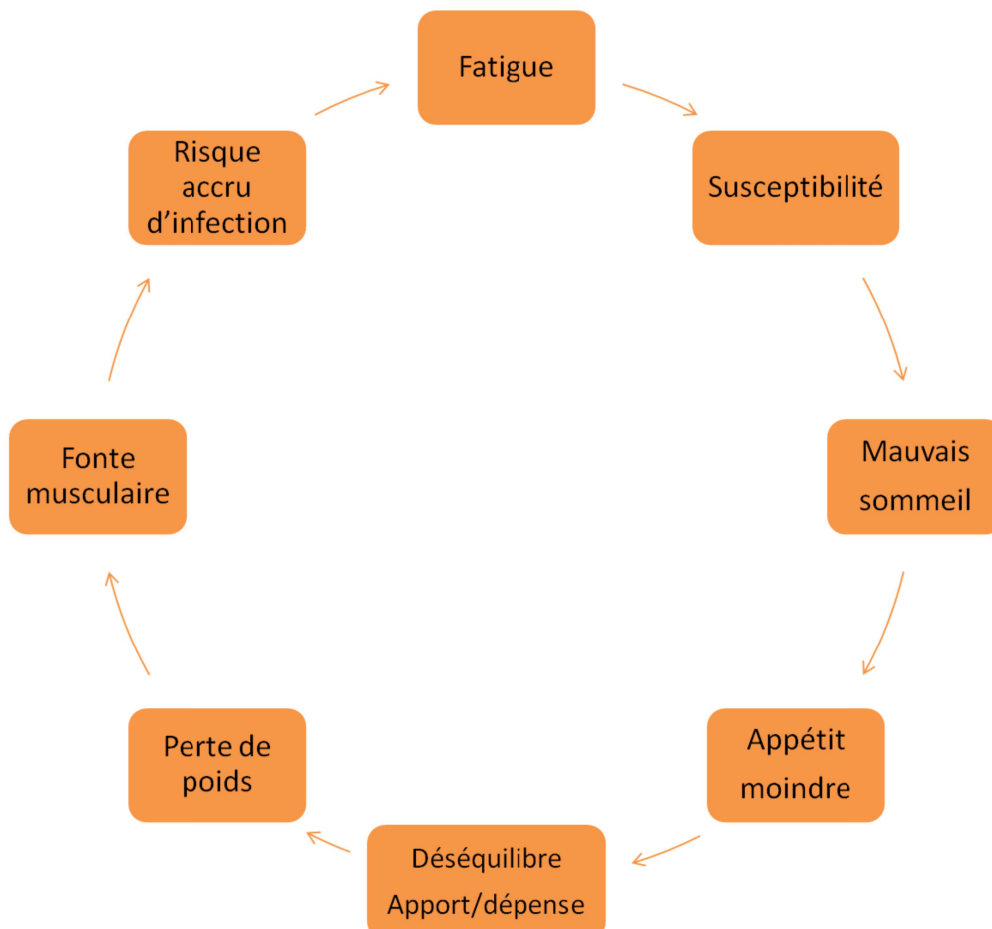 Fatigue
Susceptibilité
Mauvais
sommeil
Appétit
moindre
Déséquilibre
Apport/dépense
Perte de
poids
Fonte
musculaire
Risque
accru
d’infection